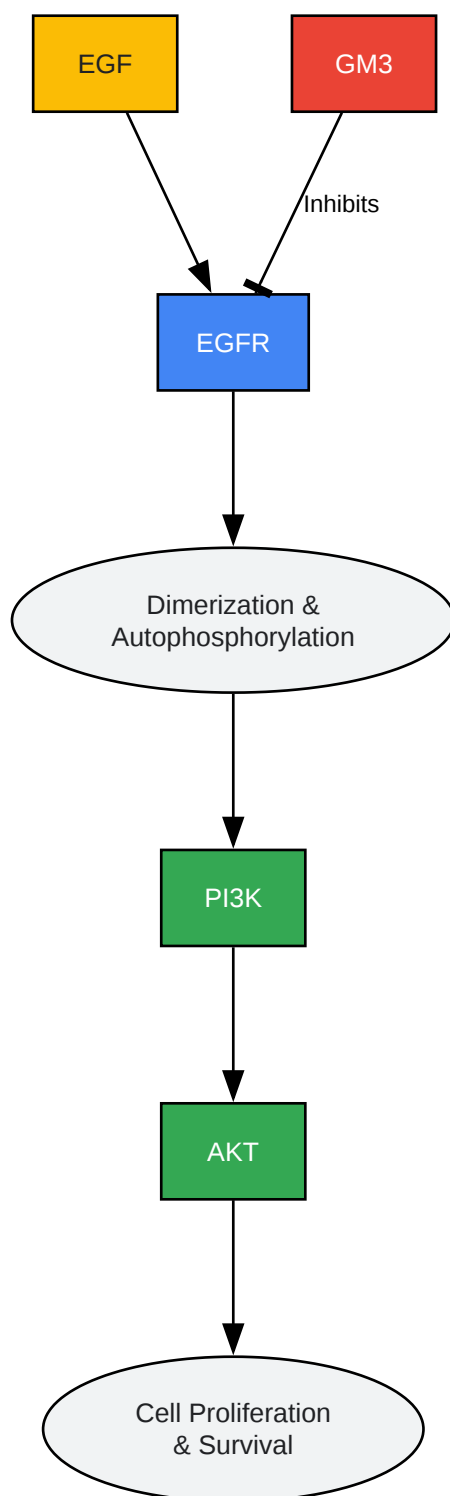 EGF
GM3
Inhibits
EGFR
Dimerization &
Autophosphorylation
PI3K
AKT
Cell Proliferation
& Survival